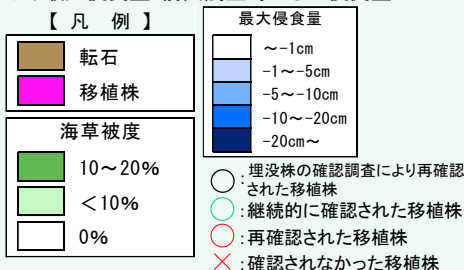 【 凡　例 】
転石
移植株
海草被度
10～20%
＜10%
0%
最大侵食量
～-1cm
-1～-5cm
-5～-10cm
-10～-20cm
-20cm～
○:埋没株の確認調査により再確認
された移植株
○:継続的に確認された移植株
○:再確認された移植株
×:確認されなかった移植株